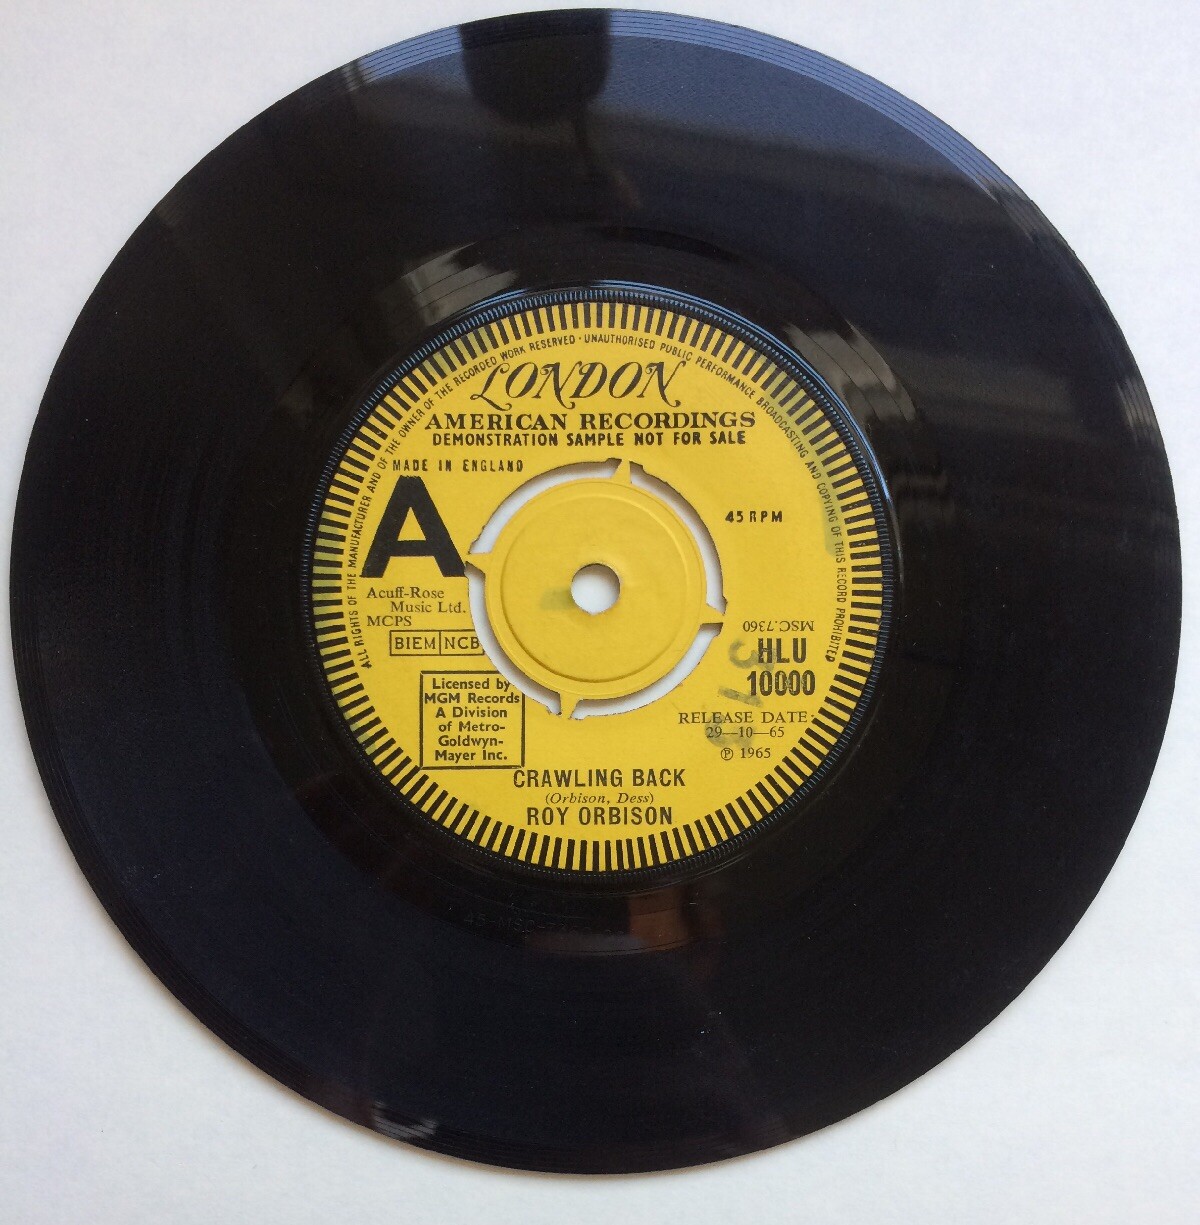 ALL RIGHTS OF THE MANUFACTURER AND OF THE OWNER OF THE RECORDED WORK RESERVED · UNAUTHORISED PUBLIC PERFORMANCE BROADCASTING AND COPYING OF THIS RECORD PROHIBITED
LONDON
AMERICAN RECORDINGS
DEMONSTRATION SAMPLE NOT FOR SALE
MADE IN ENGLAND
A
45 RPM
Acuff-Rose
Music Ltd.
MCPS
BIEM NCB
MSC.7360
HLU
10000
Licensed by
MGM Records
A Division
of Metro-
Goldwyn-
Mayer Inc.
RELEASE DATE:
29—10—65
℗ 1965
CRAWLING BACK
(Orbison, Dess)
ROY ORBISON